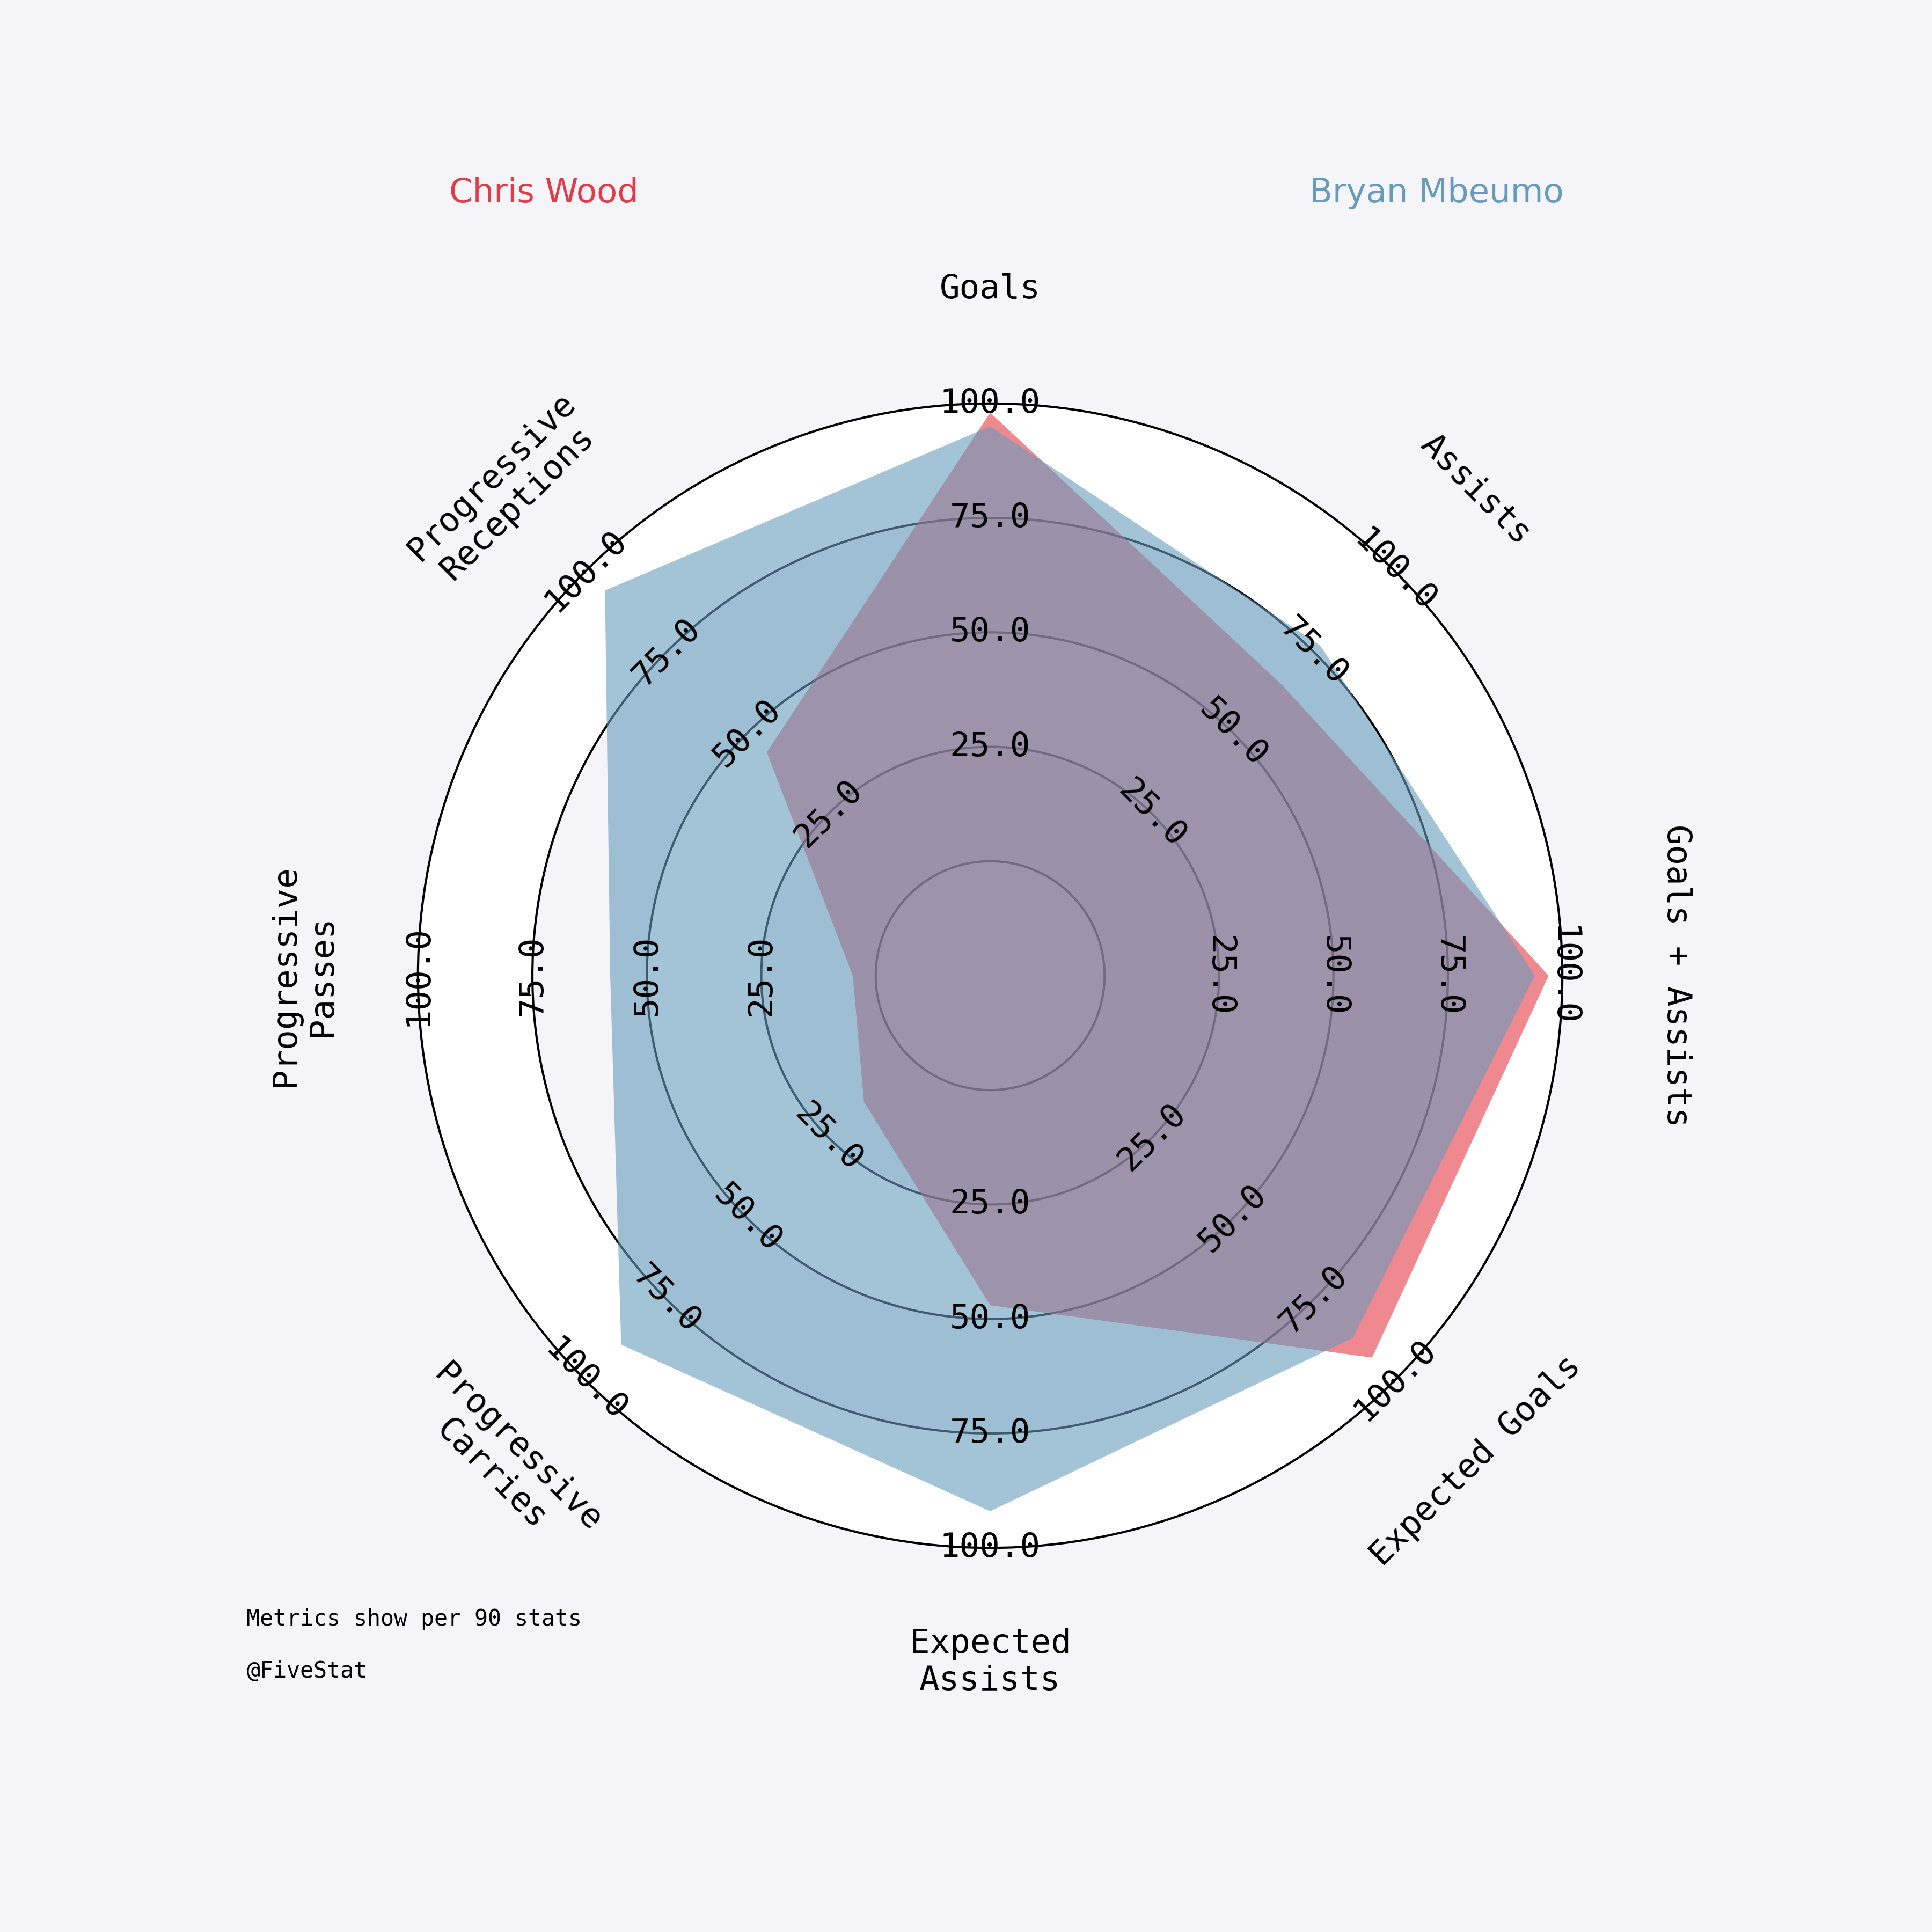 Chris Wood
Bryan Mbeumo
Goals
Assists
Goals + Assists
Expected Goals
Expected
Assists
Progressive
Carries
Progressive
Passes
Progressive
Receptions
25.0
50.0
75.0
100.0
25.0
50.0
75.0
100.0
25.0
50.0
75.0
100.0
25.0
50.0
75.0
100.0
25.0
50.0
75.0
100.0
25.0
50.0
75.0
100.0
25.0
50.0
75.0
100.0
25.0
50.0
75.0
100.0
Metrics show per 90 stats
@FiveStat